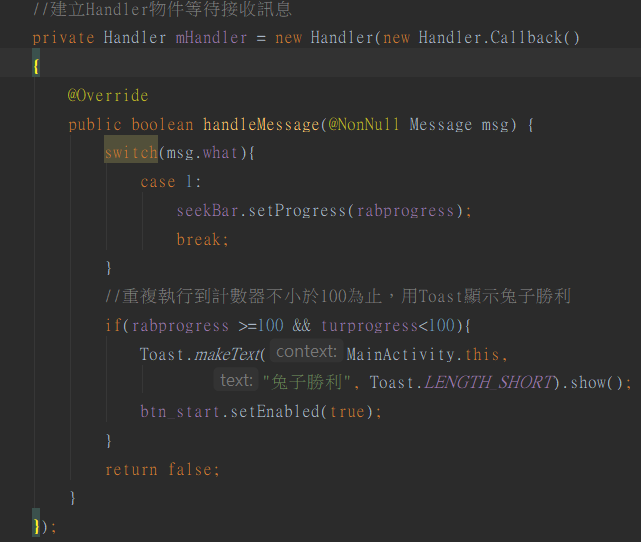 //建立Handler物件等待接收訊息
private Handler mHandler = new Handler(new Handler.Callback()
{
@Override
public boolean handleMessage(@NonNull Message msg) {
switch(msg.what){
case 1:
seekBar.setProgress(rabprogress);
break;
}
//重複執行到計數器不小於100為止，用Toast顯示兔子勝利
if(rabprogress >=100 && turprogress<100){
Toast.makeText( context: MainActivity.this,
text: "兔子勝利", Toast.LENGTH_SHORT).show();
btn_start.setEnabled(true);
}
return false;
}
});